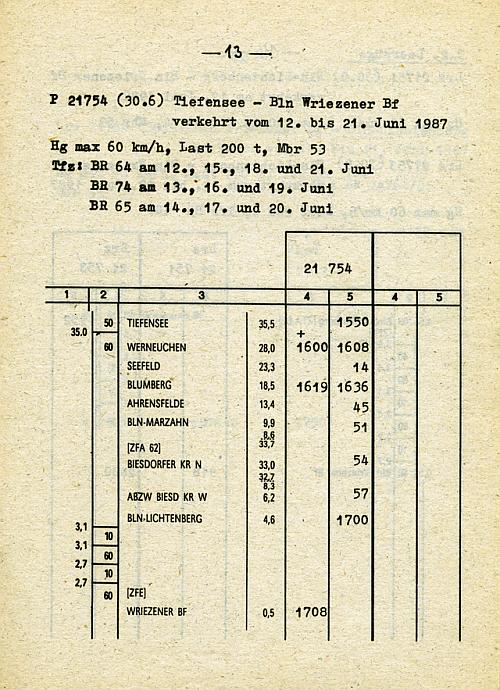 — 13 —
P 21754 (30.6) Tiefensee - Bln Wriezener Bf
verkehrt vom 12. bis 21. Juni 1987
Hg max 60 km/h, Last 200 t, Mbr 53
Tfz: BR 64 am 12., 15., 18. und 21. Juni
BR 74 am 13., 16. und 19. Juni
BR 65 am 14., 17. und 20. Juni
21 754
1 2 3 4 5 4 5
50 TIEFENSEE 35,5 1550
35.0 +
60 WERNEUCHEN 28,0 1600 1608
SEEFELD 23,3 14
BLUMBERG 18,5 1619 1636
AHRENSFELDE 13,4 45
BLN-MARZAHN 9,9 51
8,6
[ZFA 62] 33,7
BIESDORFER KR N 33,0 54
32,7
8,3
ABZW BIESD KR W 6,2 57
BLN-LICHTENBERG 4,6 1700
3,1
10
3,1
60
2,7
10
2,7
60 [ZFE]
WRIEZENER BF 0,5 1708